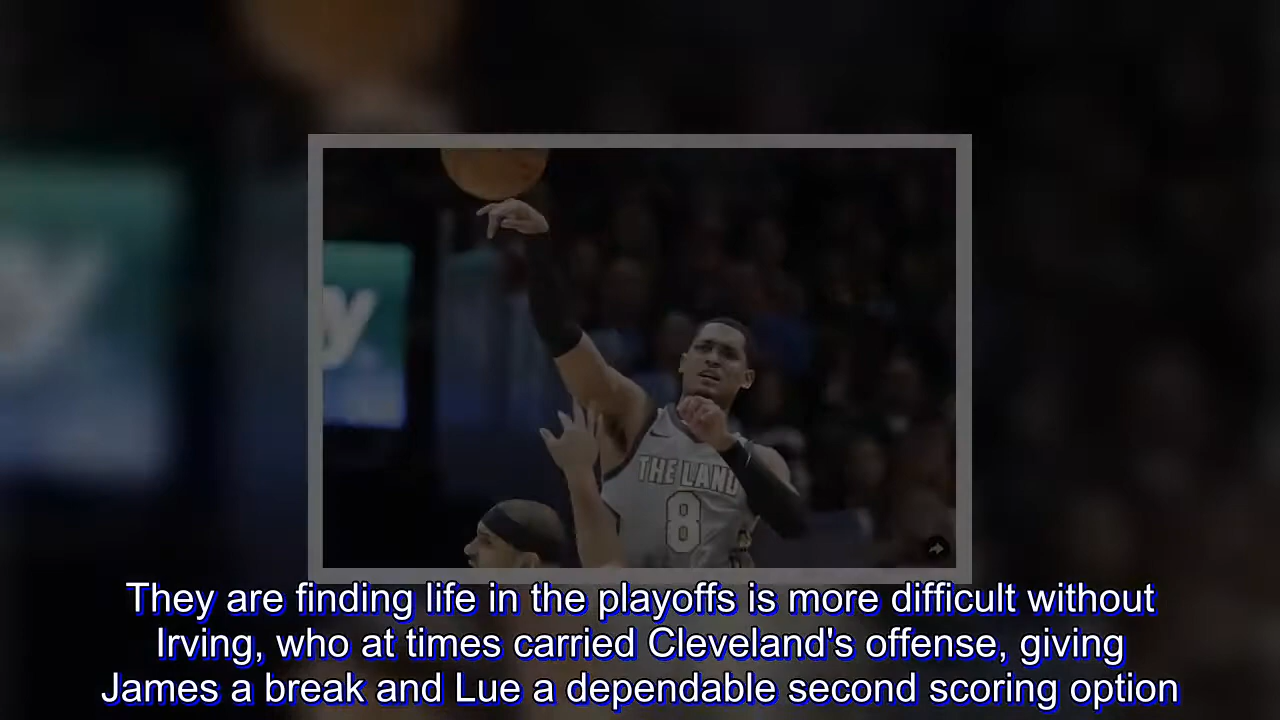 y
THE LAND
8
They are finding life in the playoffs is more difficult without
Irving, who at times carried Cleveland's offense, giving
James a break and Lue a dependable second scoring option